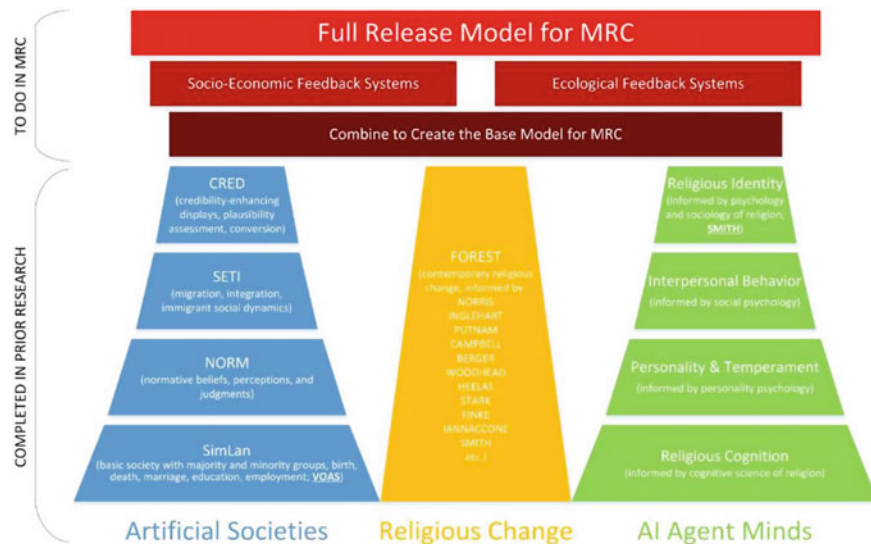 TO DO IN MRC
Full Release Model for MRC
Socio-Economic Feedback Systems
Ecological Feedback Systems
Combine to Create the Base Model for MRC
COMPLETED IN PRIOR RESEARCH
CRED
(credibility-enhancing
displays, plausibility
assessment, conversion)
SETI
(migration, integration,
immigrant social dynamics)
NORM
(normative beliefs, perceptions, and
judgments)
SimLan
(basic society with majority and minority groups, birth,
death, marriage, education, employment; VOAS)
Artificial Societies
FOREST
(contemporary religious
change, informed by
NORRIS
INGLEHART
PUTNAM
CAMPBELL
BERGER
WOODHEAD
HEELAS
STARK
FINKE
IANNACCONE
SMITH
etc.)
Religious Change
Religious Identity
(informed by psychology
and sociology of religion,
SMITH)
Interpersonal Behavior
(informed by social psychology)
Personality & Temperament
(informed by personality psychology)
Religious Cognition
(informed by cognitive science of religion)
AI Agent Minds